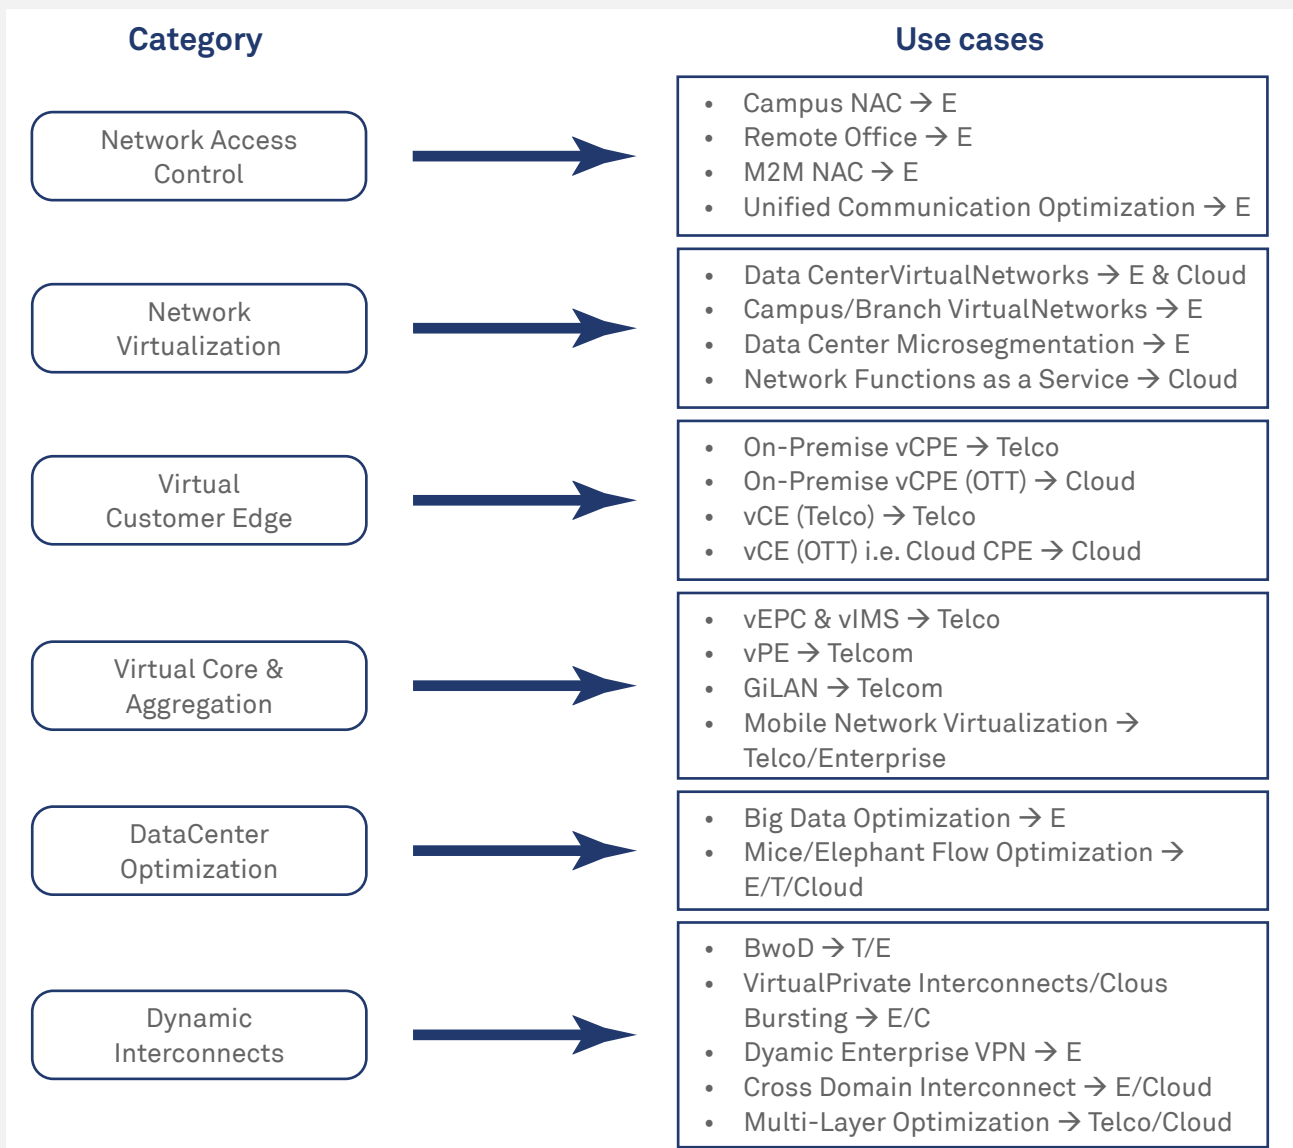 Category
Use cases
Network Access
Control
• Campus NAC → E
• Remote Office → E
• M2M NAC → E
• Unified Communication Optimization → E
Network
Virtualization
• Data CenterVirtualNetworks → E & Cloud
• Campus/Branch VirtualNetworks → E
• Data Center Microsegmentation → E
• Network Functions as a Service → Cloud
Virtual
Customer Edge
• On-Premise vCPE → Telco
• On-Premise vCPE (OTT) → Cloud
• vCE (Telco) → Telco
• vCE (OTT) i.e. Cloud CPE → Cloud
Virtual Core &
Aggregation
• vEPC & vIMS → Telco
• vPE → Telcom
• GiLAN → Telcom
• Mobile Network Virtualization →
Telco/Enterprise
DataCenter
Optimization
• Big Data Optimization → E
• Mice/Elephant Flow Optimization →
E/T/Cloud
Dynamic
Interconnects
• BwoD → T/E
• VirtualPrivate Interconnects/Clous
Bursting → E/C
• Dyamic Enterprise VPN → E
• Cross Domain Interconnect → E/Cloud
• Multi-Layer Optimization → Telco/Cloud